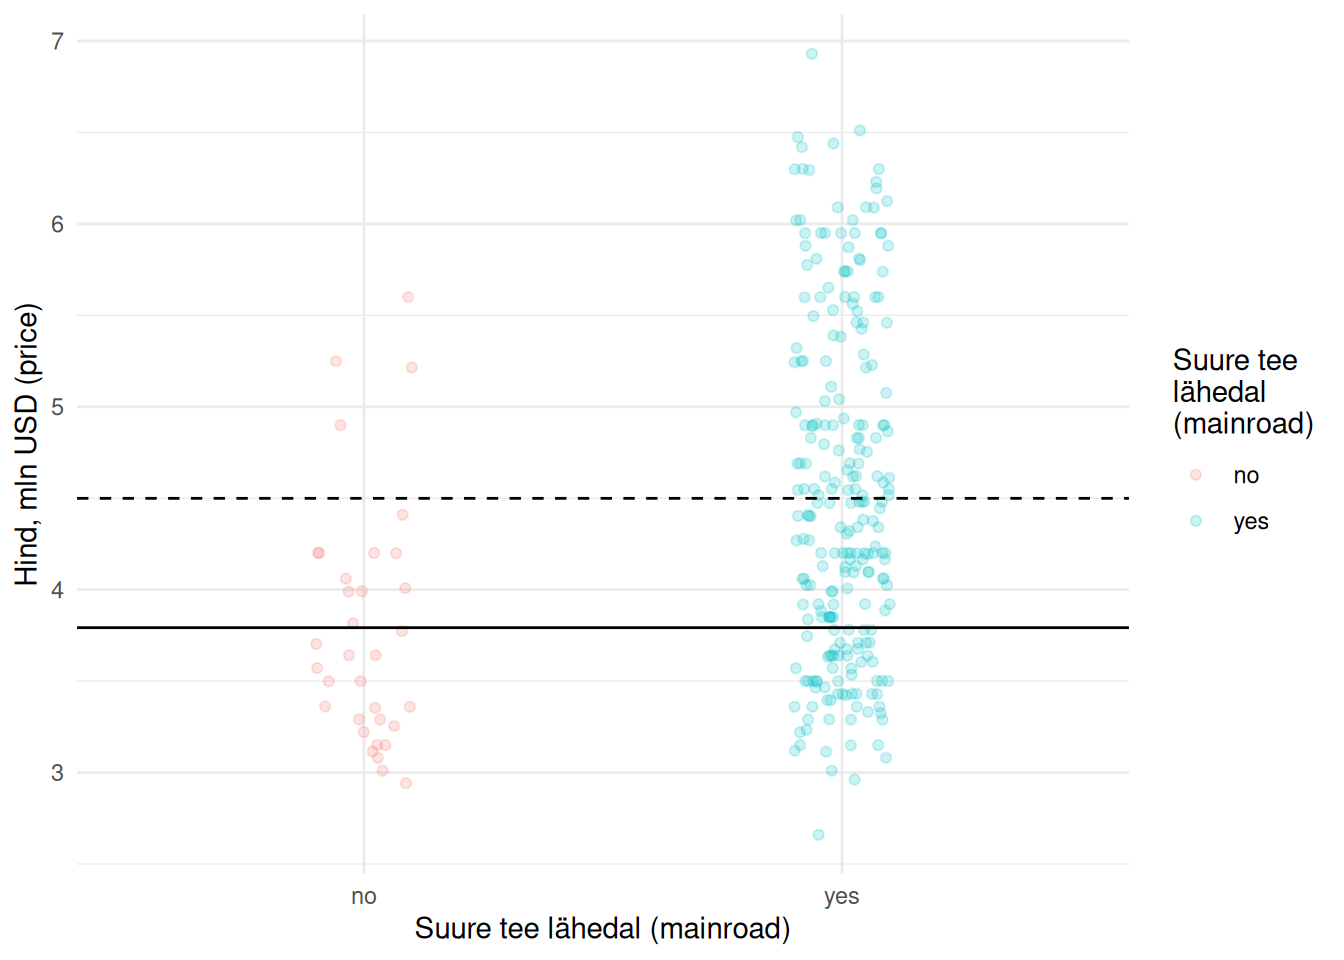 7
6
5
4
3
Hind, mln USD (price)
no
yes
Suure tee lähedal (mainroad)
Suure tee
lähedal
(mainroad)
no
yes